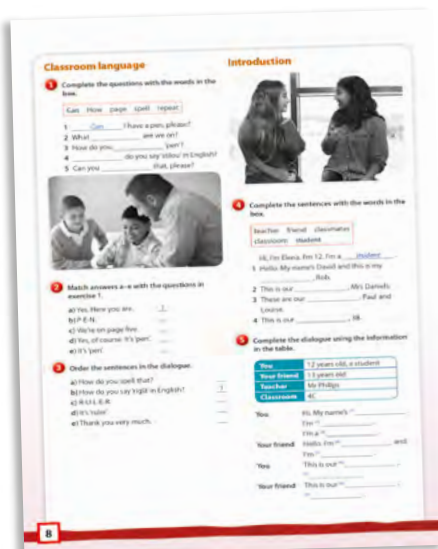 Classroom language
1 Complete the questions with the words in the
box.
Can How page spell repeat
1 Can I have a pen, please?
2 What are we on?
3 How do you 'pen'?
4 do you say 'stilou' in English?
5 Can you that, please?
2 Match answers a–e with the questions in
exercise 1.
a) Yes. Here you are. 1
b) P-E-N.
c) We're on page five.
d) Yes, of course. It's 'pen'.
e) It's 'pen'.
3 Order the sentences in the dialogue.
a) How do you spell that?
b) How do you say in English? 1
c) R-U-L-E-R.
d) It's 'ruler'.
e) Thank you very much.
Introduction
4 Complete the sentences with the words in the
box.
teacher friend classmates
classroom student
Hi, I'm I'm 12. I'm a student.
1 Hello. My name's David and this is my
, Rob.
2 This is our , Mrs Daniels.
3 These are our , Paul and
Louise.
4 This is our
5 Complete the dialogue using the information
in the table.
You 12 years old, a student
Your friend 13 years old
Teacher Mr Philips
Classroom 4C
You Hi. My name's
I'm
I'm a
Your friend Hello. I'm and
I'm
You This is our ,
Your friend This is our ,
8